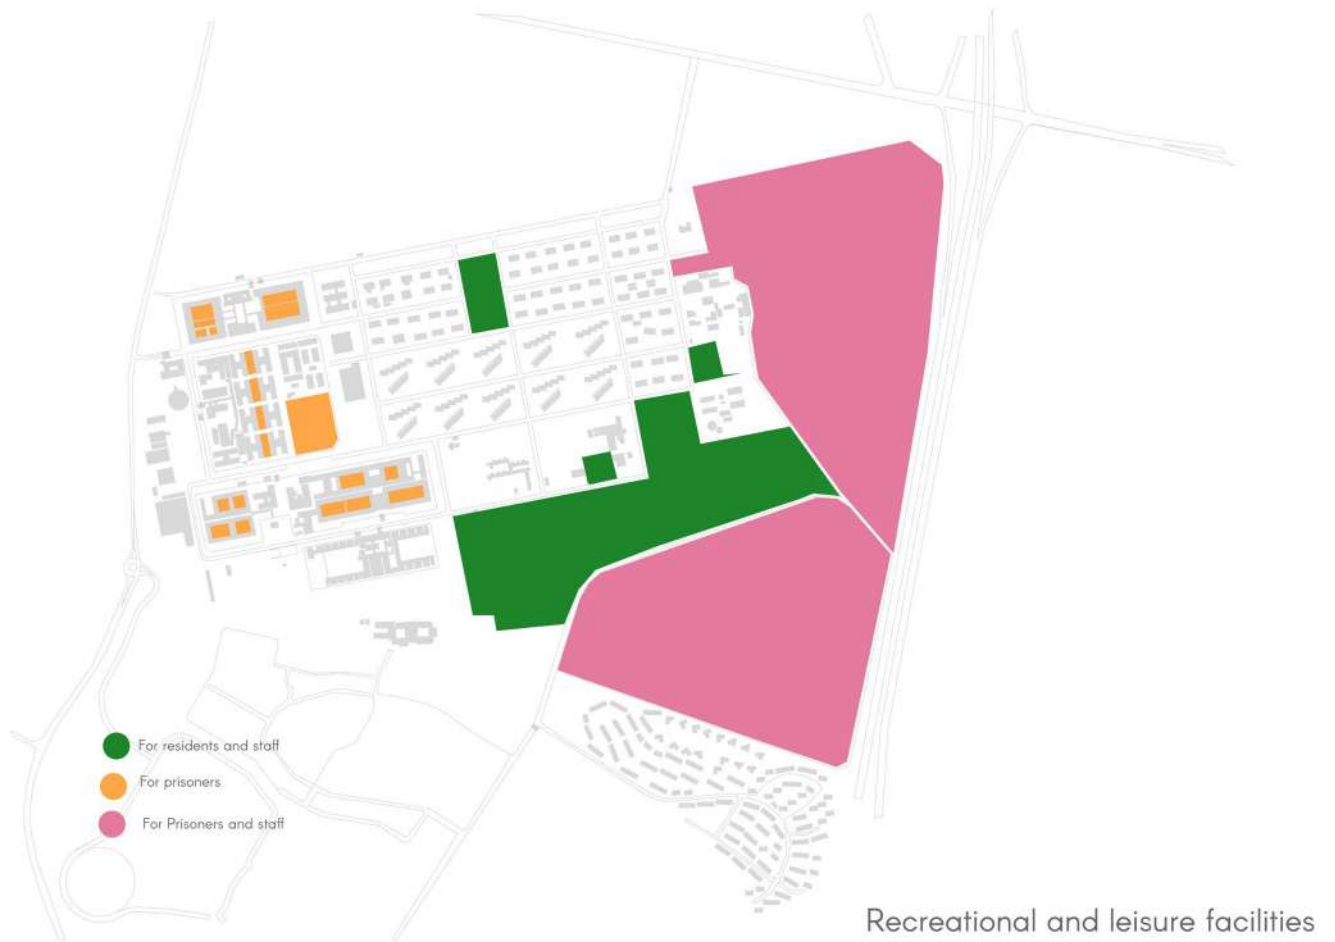 For residents and staff
For prisoners
For Prisoners and staff
Recreational and leisure facilities